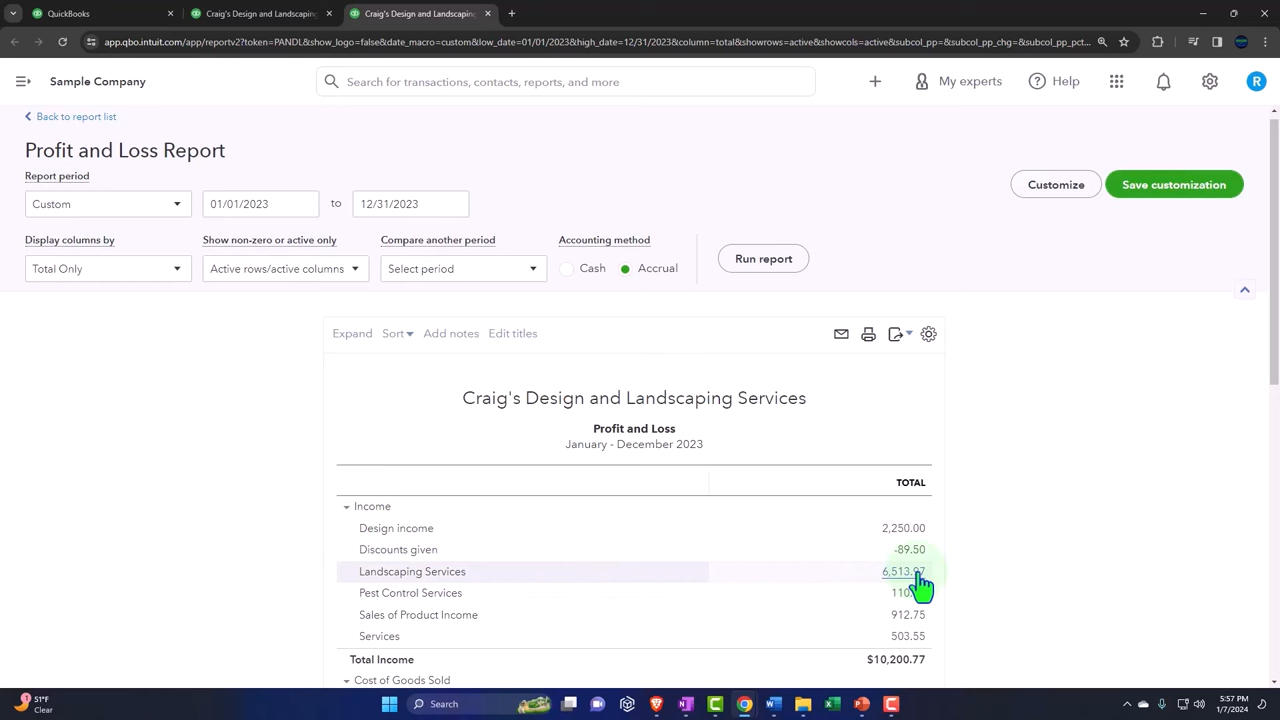 QuickBooks
Craig's Design and Landscaping
Craig's Design and Landscaping
app.qbo.intuit.com/app/reportv2?token=PANDL&show_logo=false&date_macro=custom&low_date=01/01/2023&high_date=12/31/2023&column=total&showrows=active&showcols=active&subcol_pp=&subcol_pp_chg=&subcol_pp_pct...
Sample Company
Search for transactions, contacts, reports, and more
My experts
Help
R
Back to report list
Profit and Loss Report
Report period
Custom
01/01/2023
to
12/31/2023
Customize
Save customization
Display columns by
Show non-zero or active only
Compare another period
Accounting method
Total Only
Active rows/active columns
Select period
Cash
Accrual
Run report
Expand
Sort
Add notes
Edit titles
Craig's Design and Landscaping Services
Profit and Loss
January - December 2023
TOTAL
Income
Design income 2,250.00
Discounts given -89.50
Landscaping Services 6,513.97
Pest Control Services
Sales of Product Income 912.75
Services 503.55
Total Income $10,200.77
Cost of Goods Sold
51°F
Clear
Search
5:57 PM
1/7/2024